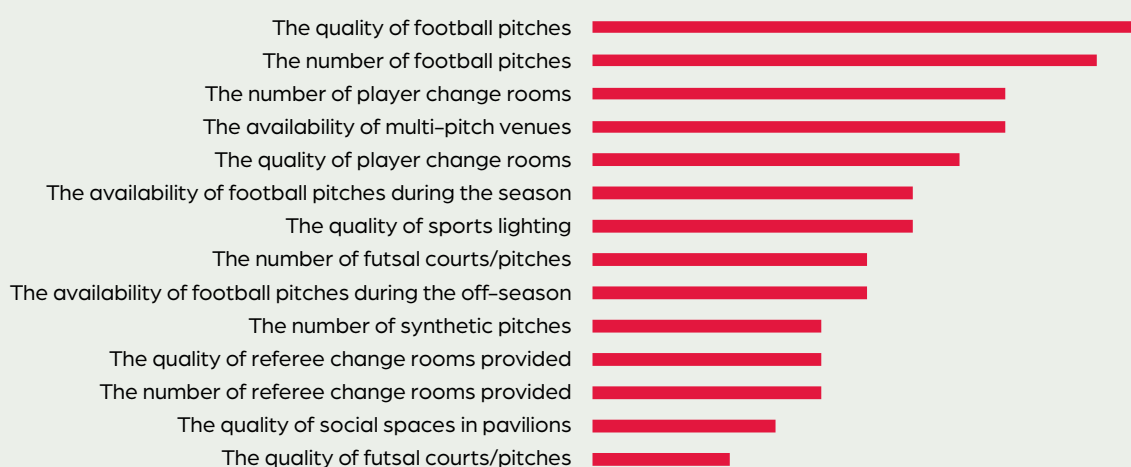 The quality of football pitches
The number of football pitches
The number of player change rooms
The availability of multi-pitch venues
The quality of player change rooms
The availability of football pitches during the season
The quality of sports lighting
The number of futsal courts/pitches
The availability of football pitches during the off-season
The number of synthetic pitches
The quality of referee change rooms provided
The number of referee change rooms provided
The quality of social spaces in pavilions
The quality of futsal courts/pitches